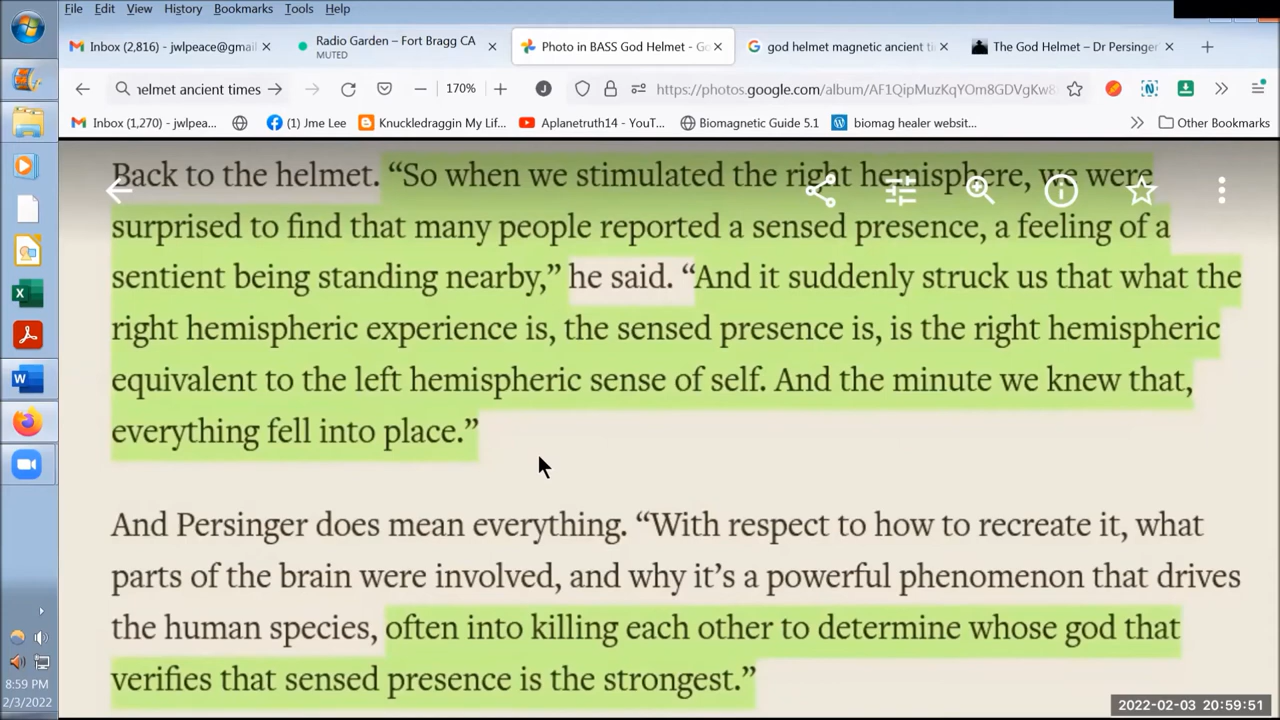 File Edit View History Bookmarks Tools Help
Inbox (2,816) - jwlpeace@gmail
Radio Garden – Fort Bragg CA
MUTED
Photo in BASS God Helmet - Go
god helmet magnetic ancient ti
The God Helmet – Dr Persinger
helmet ancient times
170%
J
https://photos.google.com/album/AF1QipMuzKqYOm8GDVgKw8
Inbox (1,270) - jwlpea...
(1) Jme Lee
Knuckledraggin My Lif...
Aplanetruth14 - YouT...
Biomagnetic Guide 5.1
biomag healer websit...
Other Bookmarks
Back to the helmet. “So when we stimulated the right hemisphere, we were
surprised to find that many people reported a sensed presence, a feeling of a
sentient being standing nearby,” he said. “And it suddenly struck us that what the
right hemispheric experience is, the sensed presence is, is the right hemispheric
equivalent to the left hemispheric sense of self. And the minute we knew that,
everything fell into place.”
And Persinger does mean everything. “With respect to how to recreate it, what
parts of the brain were involved, and why it’s a powerful phenomenon that drives
the human species, often into killing each other to determine whose god that
verifies that sensed presence is the strongest.”
8:59 PM
2/3/2022
2022-02-03 20:59:51